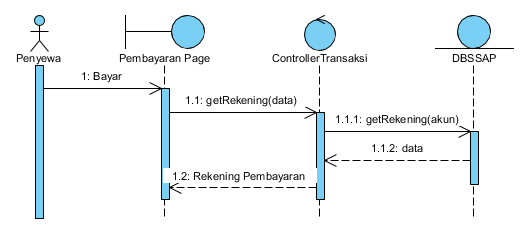 Penyewa
Pembayaran Page
ControllerTransaksi
DBSSAP
1: Bayar
1.1: getRekening(data)
1.1.1: getRekening(akun)
1.1.2: data
1.2: Rekening Pembayaran